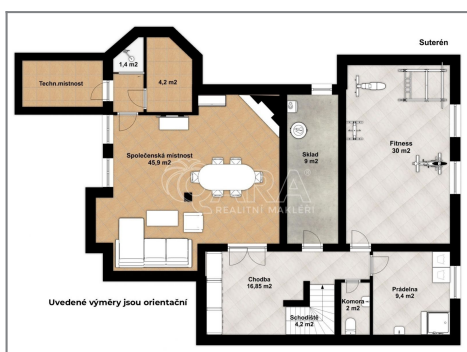 Suterén
1,4 m2
4,2 m2
Techn.místnost
Společenská místnost
45,9 m2
Sklad
9 m2
Fitness
30 m2
REALITNÍ MAKLÉŘI
Chodba
16,85 m2
Schodiště
4,2 m2
Komora
2 m2
Prádelna
9,4 m2
Uvedené výměry jsou orientační